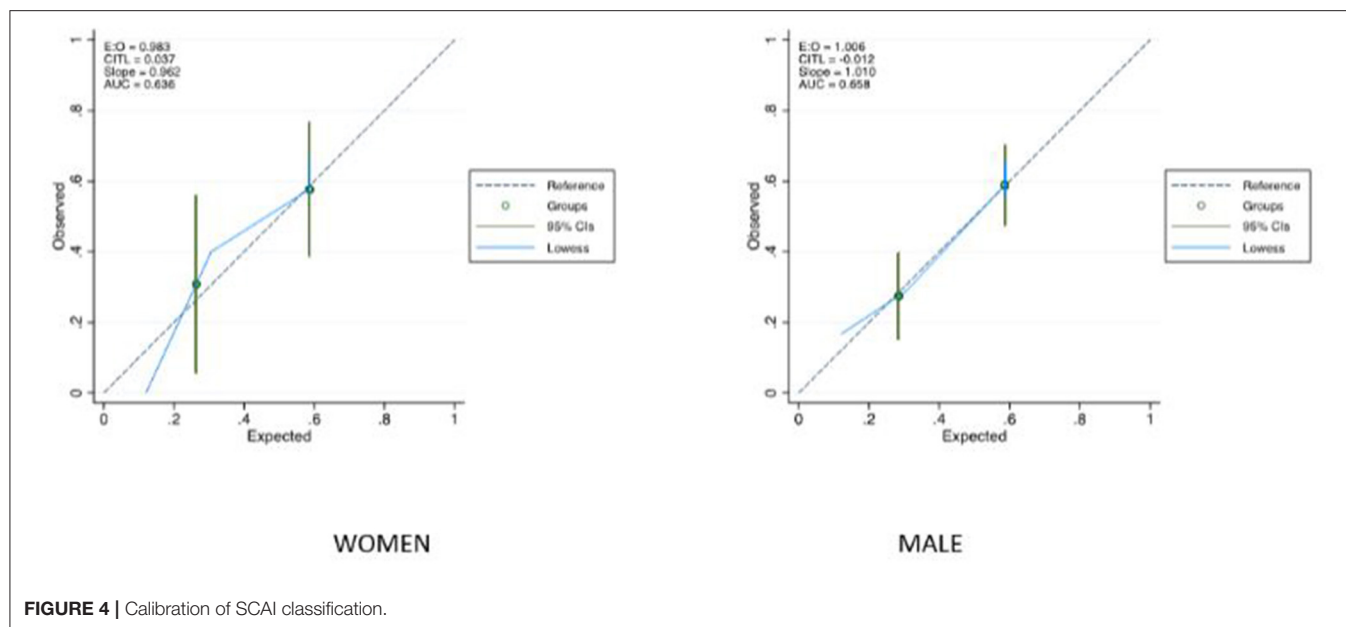 E:O = 0.983
CITL = 0.037
Slope = 0.962
AUC = 0.636
1
.8
.6
.4
.2
0
Observed
0 .2 .4 .6 .8 1
Expected
Reference
Groups
95% CIs
Lowess
E:O = 1.006
CITL = -0.012
Slope = 1.010
AUC = 0.658
1
.8
.6
.4
.2
0
Observed
0 .2 .4 .6 .8 1
Expected
Reference
Groups
95% CIs
Lowess
WOMEN
MALE
FIGURE 4 | Calibration of SCAI classification.